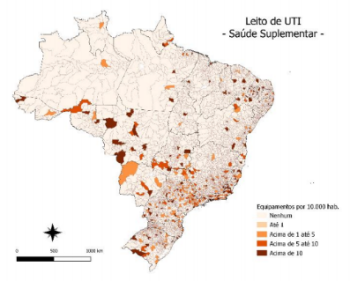 Leito de UTI
- Saúde Suplementar -
Equipamentos por 10.000 hab.
Nenhum
Até 1
Acima de 1 até 5
Acima de 5 até 10
Acima de 10
0 500 1000 km